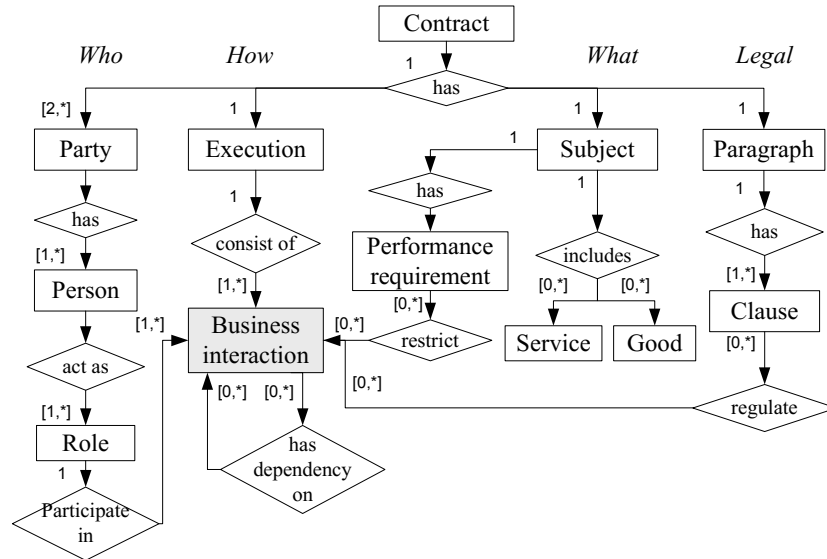 Contract
Who
How
What
Legal
1
has
[2,*]
1
1
1
Party
Execution
Subject
Paragraph
1
1
1
1
has
has
has
consist of
includes
[1,*]
Performance
requirement
[1,*]
[1,*]
[0,*]
[0,*]
Person
Clause
[0,*]
[0,*]
[1,*]
Business
interaction
[0,*]
restrict
Service
Good
act as
[0,*]
[0,*]
[0,*]
regulate
[1,*]
Role
has
dependency
on
1
Participate
in